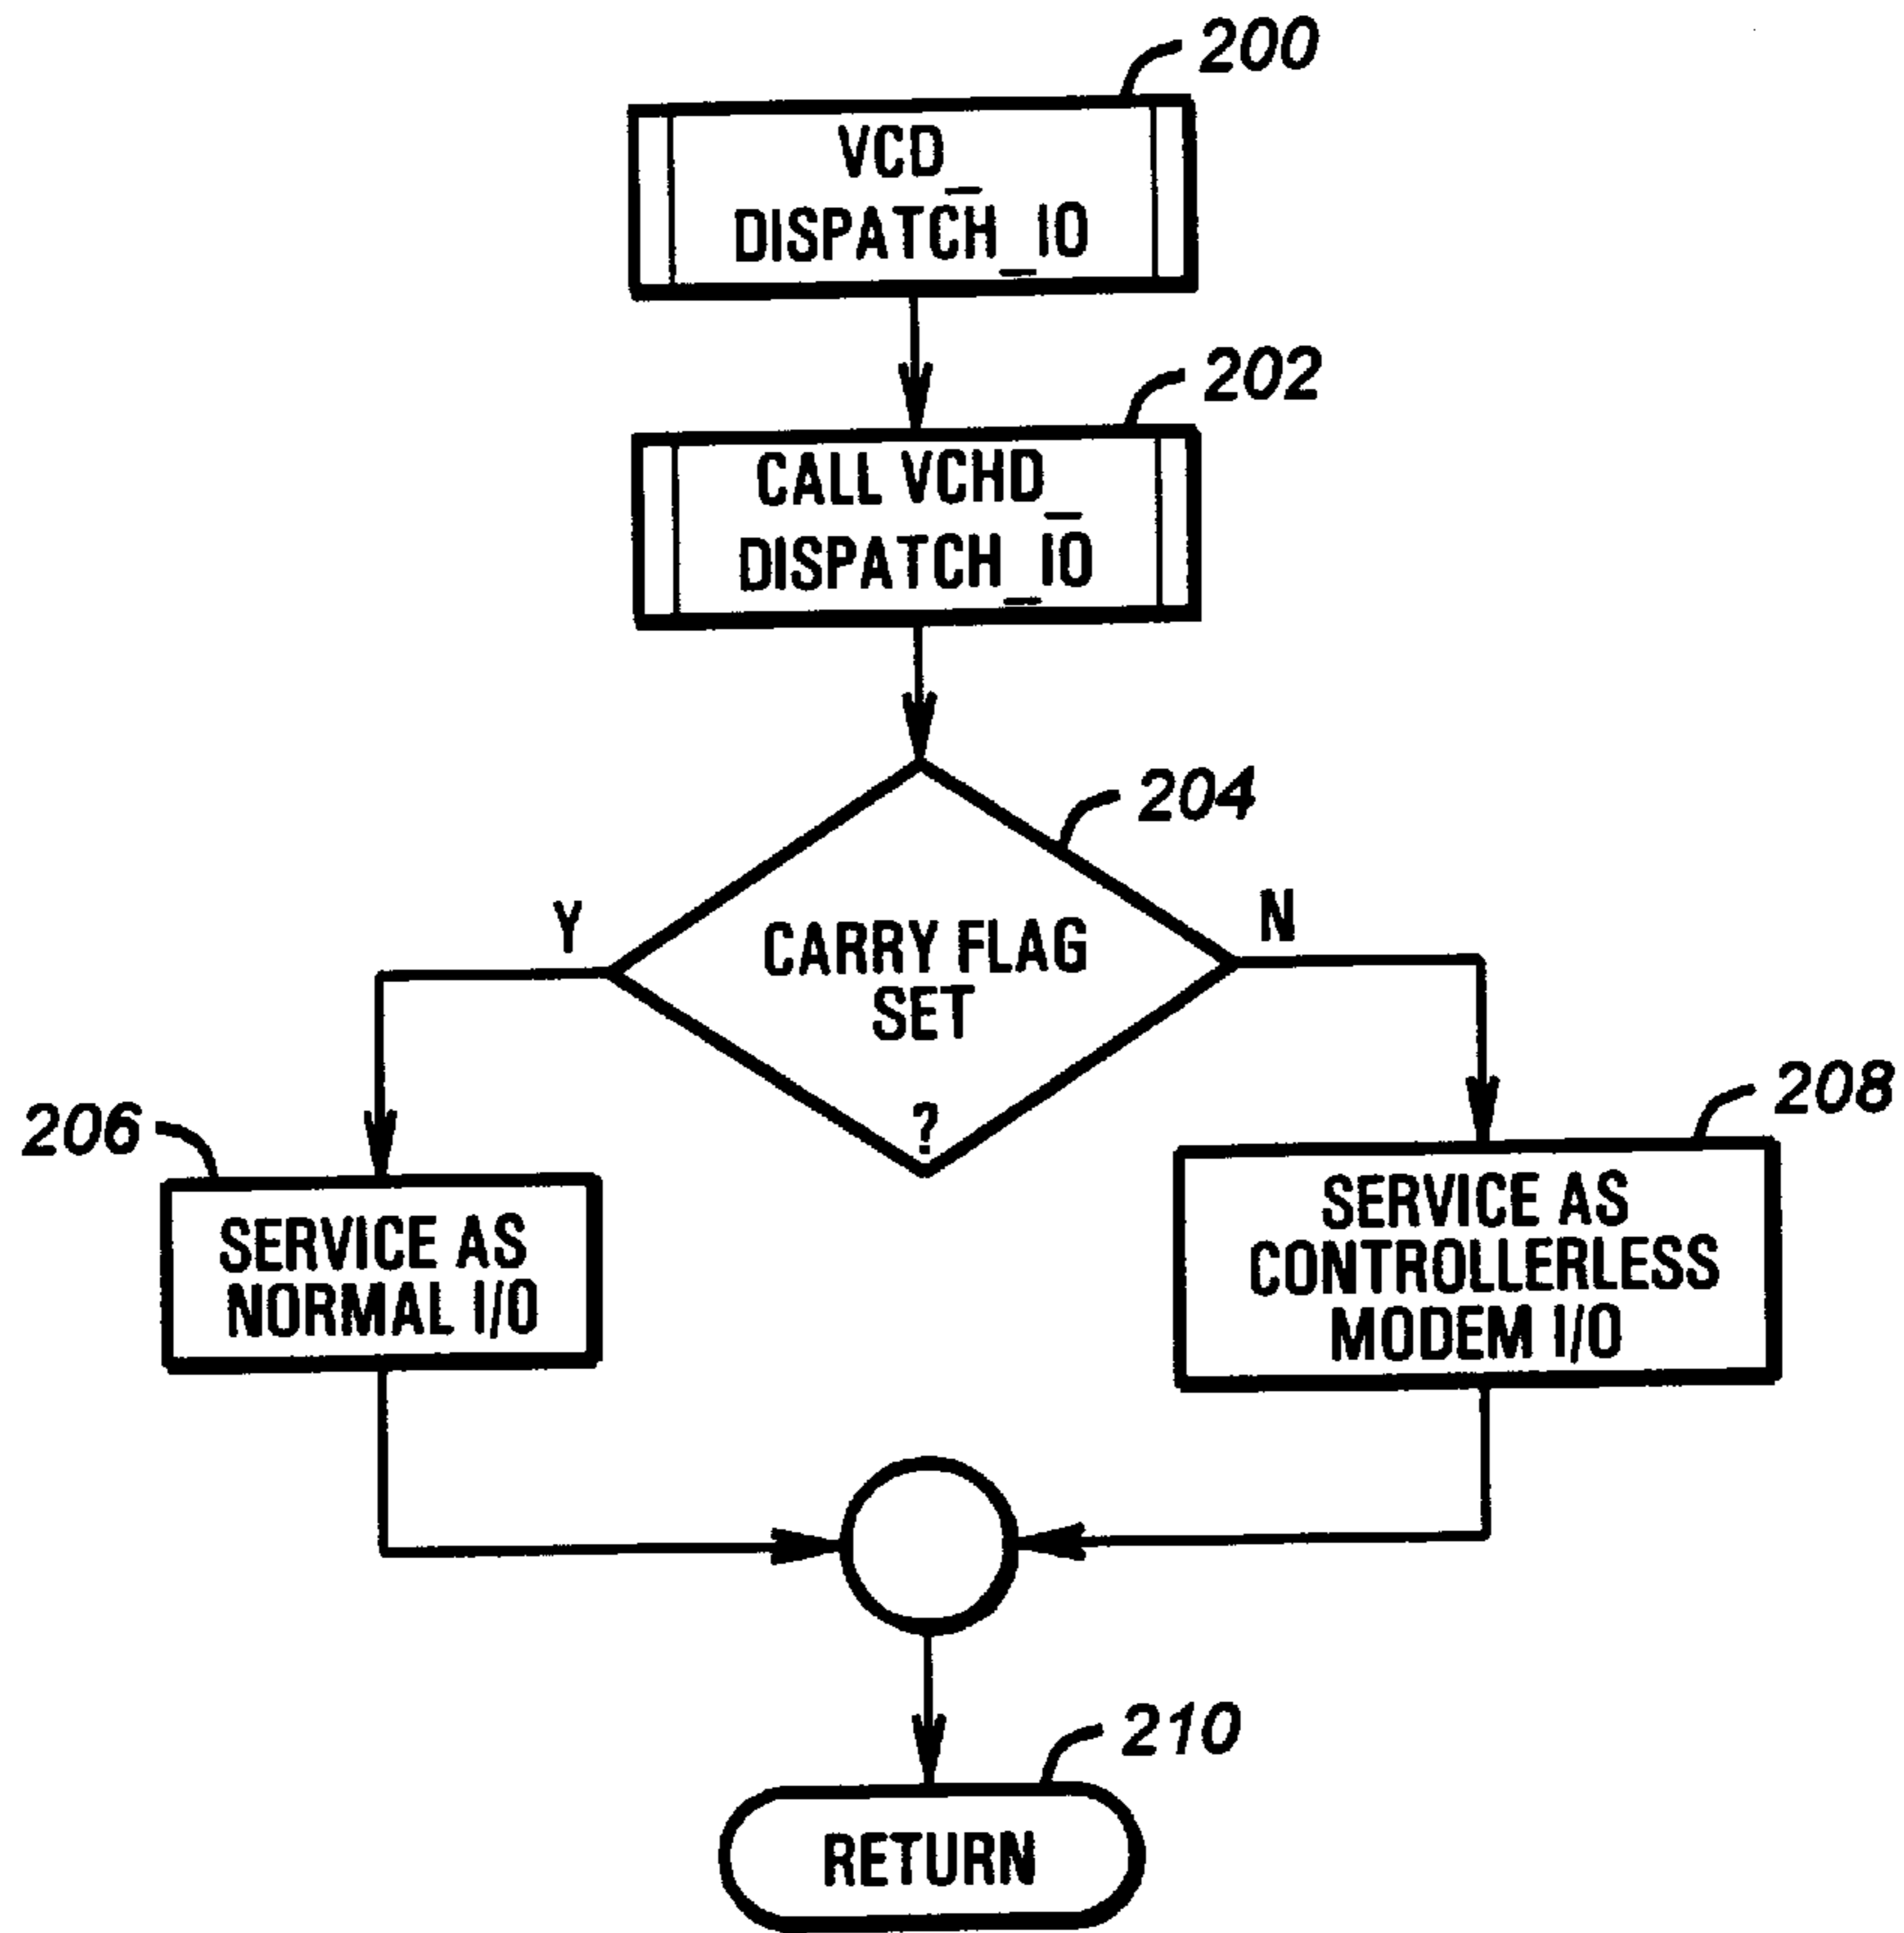 200
VCD_
DISPATCH_IO
202
CALL VCHD_
DISPATCH_IO
204
Y
N
CARRY FLAG
SET
?
206
208
SERVICE AS
NORMAL I/O
SERVICE AS
CONTROLLERLESS
MODEM I/O
210
RETURN